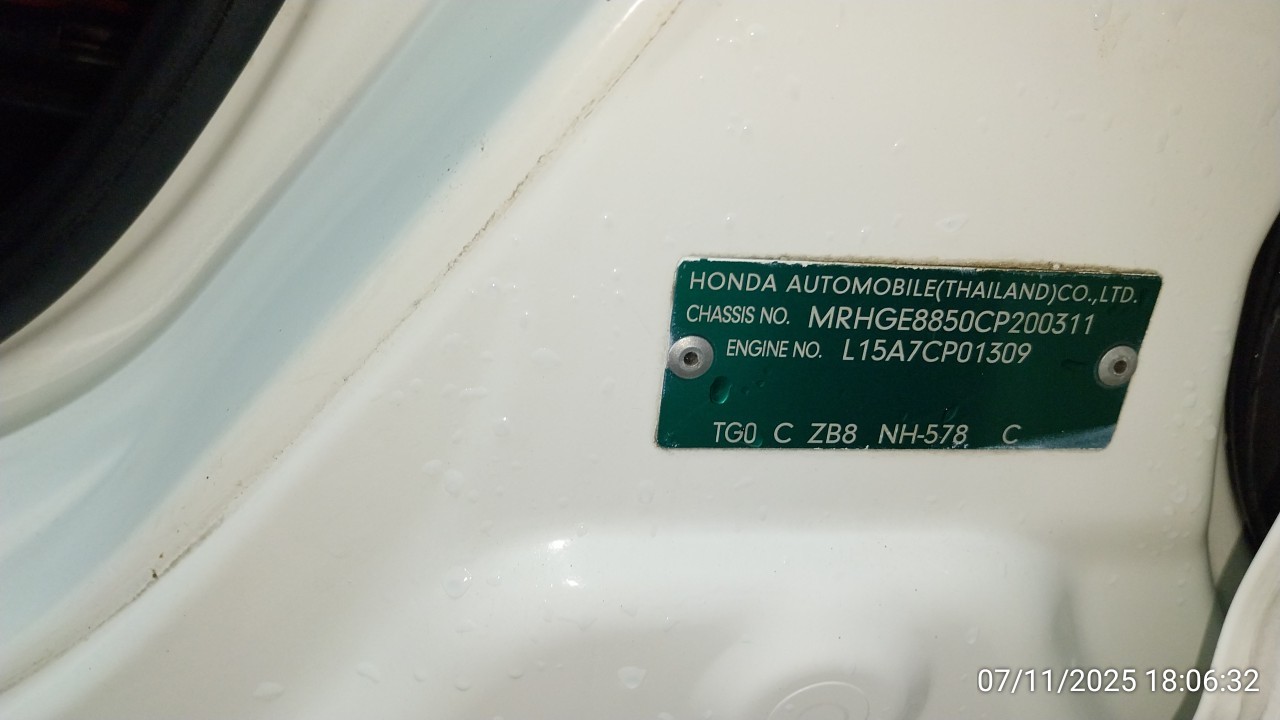 HONDA AUTOMOBILE(THAILAND)CO.,LTD.
CHASSIS NO. MRHGE8850CP200311
ENGINE NO. L15A7CP01309
TG0 C ZB8 NH-578 C
07/11/2025 18:06:32